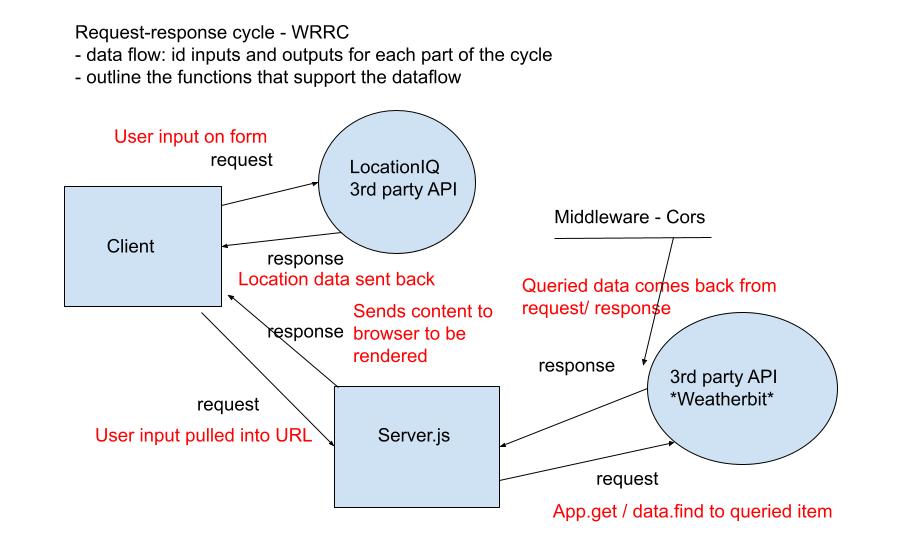 Request-response cycle - WRRC
- data flow: id inputs and outputs for each part of the cycle
- outline the functions that support the dataflow
User input on form
request
LocationIQ
3rd party API
Client
response
Location data sent back
Middleware - Cors
Queried data comes back from
request/ response
Sends content to
browser to be
rendered
response
response
3rd party API
*Weatherbit*
request
User input pulled into URL
Server.js
request
App.get / data.find to queried item